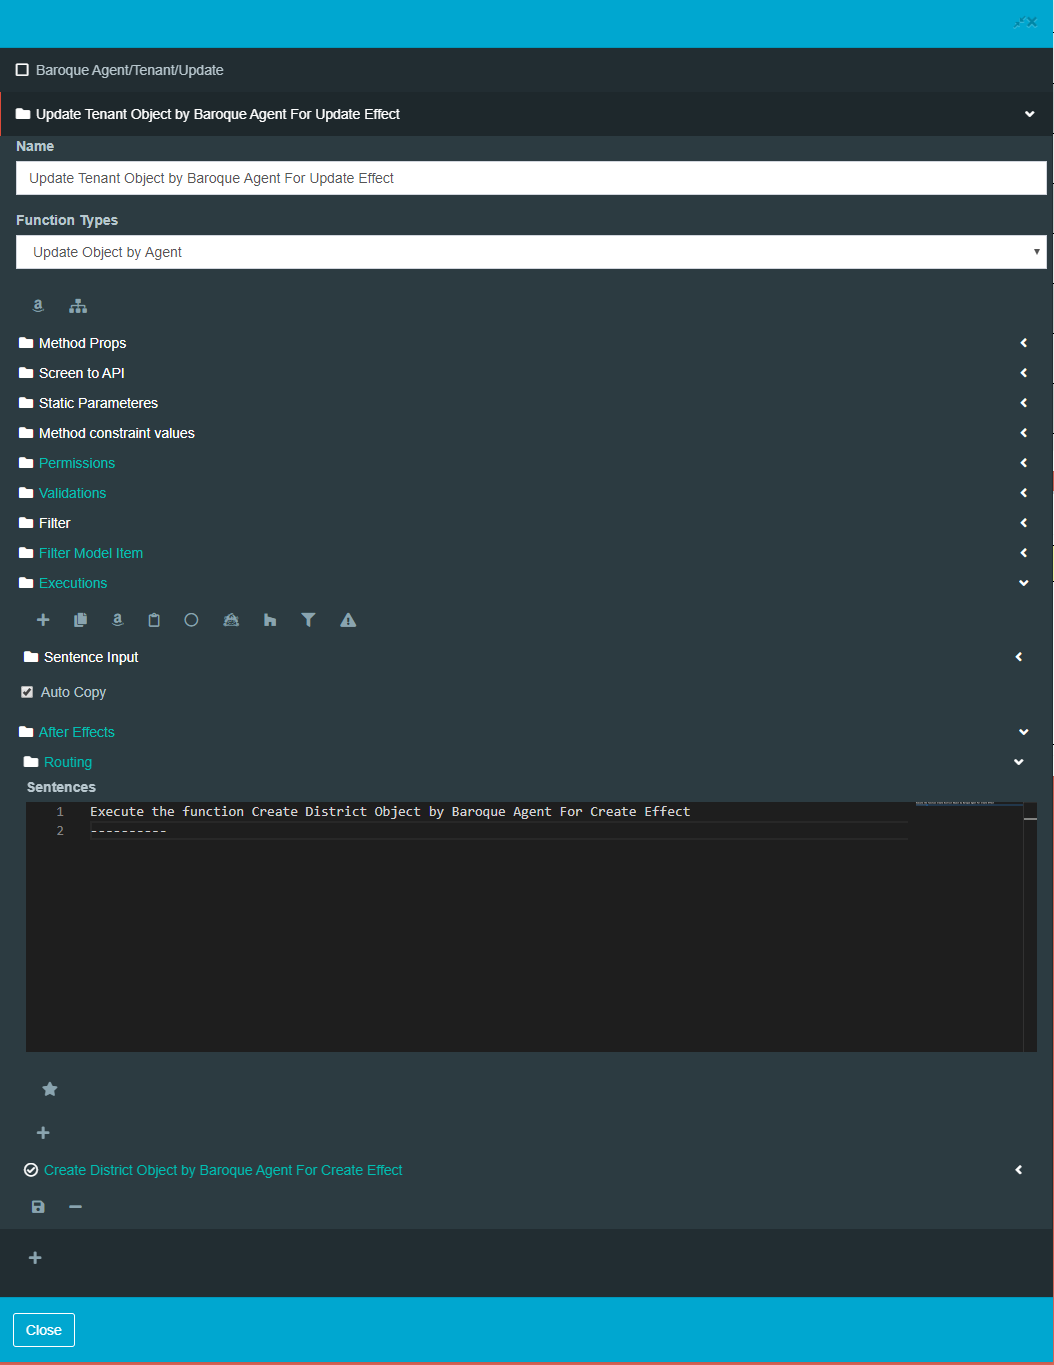 Baroque Agent/Tenant/Update
Update Tenant Object by Baroque Agent For Update Effect
Name
Update Tenant Object by Baroque Agent For Update Effect
Function Types
Update Object by Agent
Method Props
Screen to API
Static Parameteres
Method constraint values
Permissions
Validations
Filter
Filter Model Item
Executions
Sentence Input
Auto Copy
After Effects
Routing
Sentences
1 Execute the function Create District Object by Baroque Agent For Create Effect
2 ----------
Create District Object by Baroque Agent For Create Effect
Close